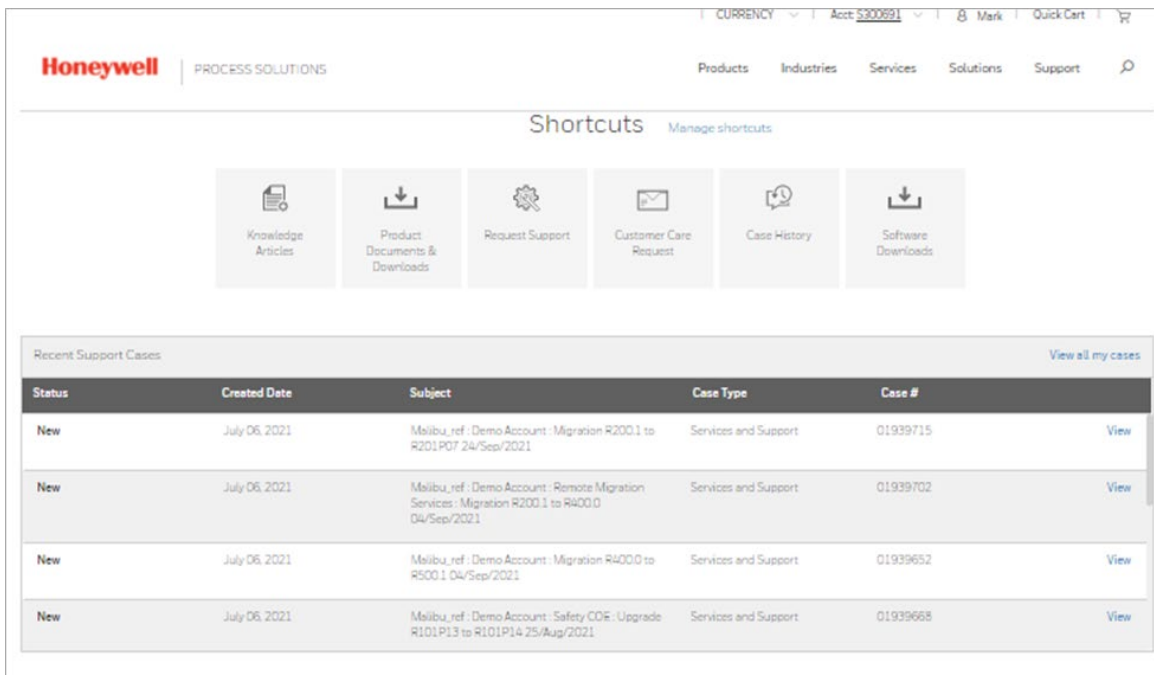 CURRENCY Acct: S300691 Mark Quick Cart
Honeywell PROCESS SOLUTIONS Products Industries Services Solutions Support
Shortcuts Manage shortcuts
Knowledge
Articles
Product
Documents &
Downloads
Request Support
Customer Care
Request
Case History
Software
Downloads
Recent Support Cases View all my cases
Status Created Date Subject Case Type Case #
New July 06, 2021 Malibu_ref : Demo Account : Migration R200.1 to Services and Support 01939715 View
R201P07 24/Sep/2021
New July 06, 2021 Malibu_ref : Demo Account : Remote Migration Services and Support 01939702 View
Services : Migration R200.1 to R400.0
04/Sep/2021
New July 06, 2021 Malibu_ref : Demo Account : Migration R400.0 to Services and Support 01939652 View
R500.1 04/Sep/2021
New July 06, 2021 Malibu_ref : Demo Account : Safety COE : Upgrade Services and Support 01939668 View
R101P13 to R101P14 25/Aug/2021